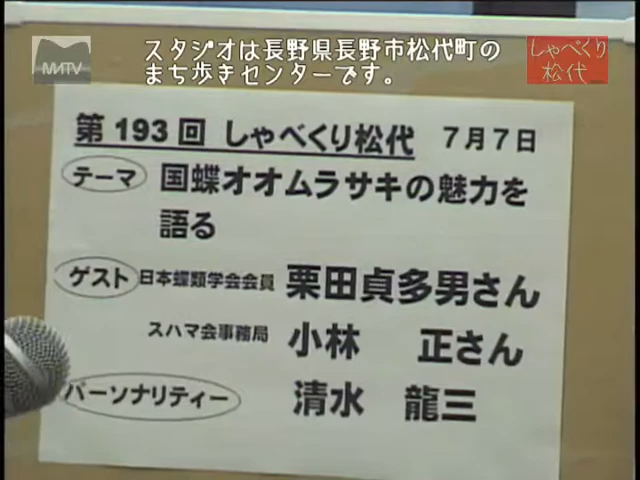 MATV
スタジオは長野県長野市松代町の
まち歩きセンターです。
しゃべくり
松代
第193回 しゃべくり松代 7月7日
テーマ 国蝶オオムラサキの魅力を
語る
ゲスト 日本蝶類学会会員 栗田貞多男さん
スハマ会事務局 小林 正さん
パーソナリティー 清水 龍三